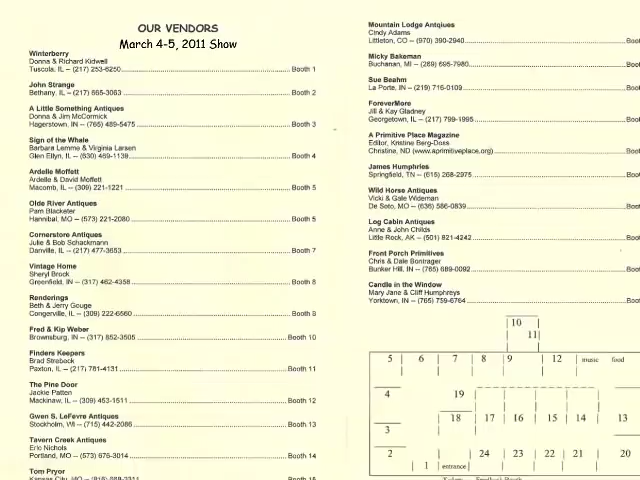 OUR VENDORS
March 4-5, 2011 Show
Winterberry
Donna & Richard Kidwell
Tuscola, IL -- (217) 253-6250 Booth 1
John Strange
Bethany, IL -- (217) 665-3063 Booth 2
A Little Something Antiques
Donna & Jim McCormick
Hagerstown, IN -- (765) 489-5475 Booth 3
Sign of the Whale
Barbara Lemme & Virginia Larsen
Glen Ellyn, IL -- (630) 469-1138 Booth 4
Ardelle Moffett
Ardelle & David Moffett
Macomb, IL -- (309) 221-1221 Booth 5
Olde River Antiques
Pam Blacketer
Hannibal, MO -- (573) 221-2080 Booth 5
Cornerstore Antiques
Julie & Bob Schackmann
Danville, IL -- (217) 477-3653 Booth 7
Vintage Home
Sheryl Brock
Greenfield, IN -- (317) 462-4358 Booth 8
Renderings
Beth & Jerry Gouge
Congerville, IL -- (309) 222-6560 Booth 9
Fred & Kip Weber
Brownsburg, IN -- (317) 852-3505 Booth 10
Finders Keepers
Brad Strebeck
Paxton, IL -- (217) 781-4131 Booth 11
The Pine Door
Jackie Patten
Mackinaw, IL -- (309) 453-1511 Booth 12
Gwen S. LeFevre Antiques
Stockholm, WI -- (715) 442-2086 Booth 13
Tavern Creek Antiques
Eric Nichols
Portland, MO -- (573) 676-3014 Booth 14
Tom Pryor
Kansas City, MO
Mountain Lodge Antqiues
Cindy Adams
Littleton, CO -- (970) 390-2940
Micky Bakeman
Buchanan, MI -- (269) 695-7980
Sue Beahm
La Porte, IN -- (219) 716-0109
ForeverMore
Jill & Kay Gladney
Georgetown, IL -- (217) 799-1995
A Primitive Place Magazine
Editor, Kristine Berg-Doss
Christine, ND (www.aprimitiveplace.org)
James Humphries
Springfield, TN -- (615) 268-2975
Wild Horse Antiques
Vicki & Gale Wideman
De Soto, MO -- (636) 586-0839
Log Cabin Antiques
Anne & John Childs
Little Rock, AK -- (501) 821-4242
Front Porch Primitives
Chris & Dale Bontrager
Bunker Hill, IN -- (765) 689-0092
Candle in the Window
Mary Jane & Cliff Humphreys
Yorktown, IN -- (765) 759-6764
10
11
5 6 7 8 9 12 music food
4 19
18 17 16 15 14 13
3
2 24 23 22 21 20
1 entrance